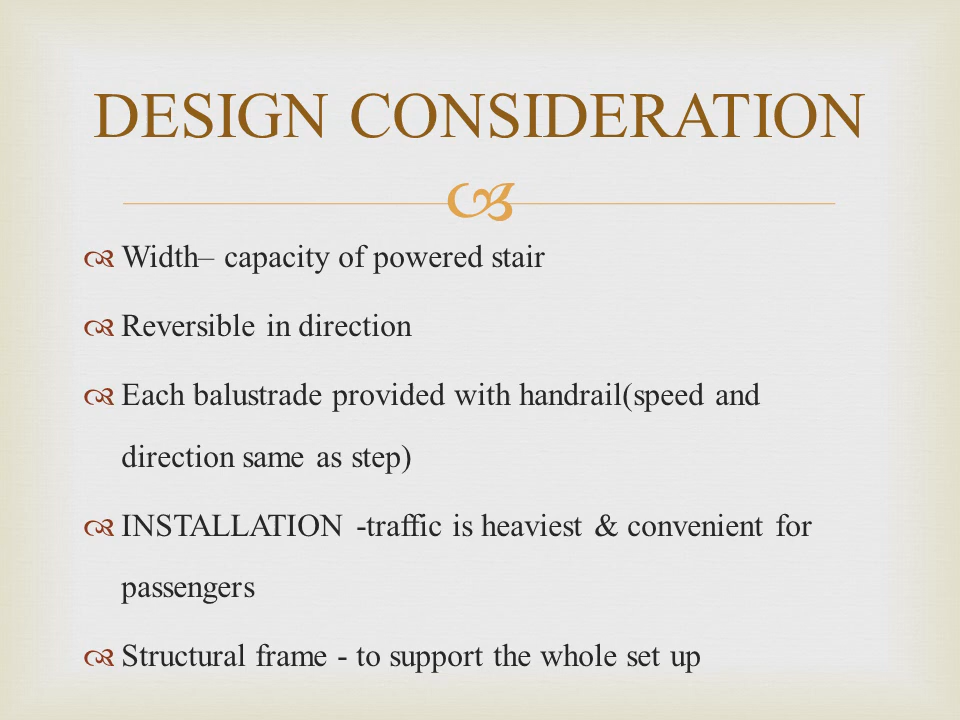 DESIGN CONSIDERATION
Width– capacity of powered stair
Reversible in direction
Each balustrade provided with handrail(speed and
direction same as step)
INSTALLATION -traffic is heaviest & convenient for
passengers
Structural frame - to support the whole set up